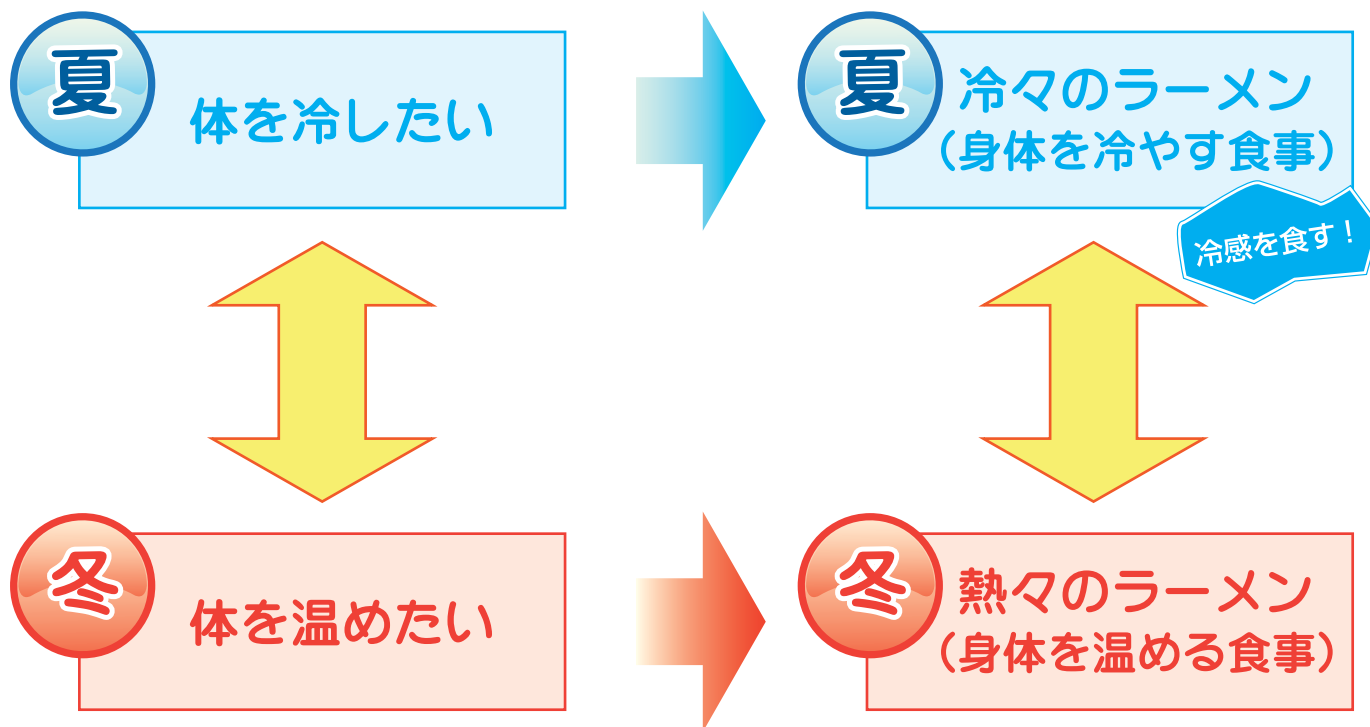 夏
体を冷したい
夏
冷々のラーメン
（身体を冷やす食事）
冷感を食す！
冬
体を温めたい
冬
熱々のラーメン
（身体を温める食事）